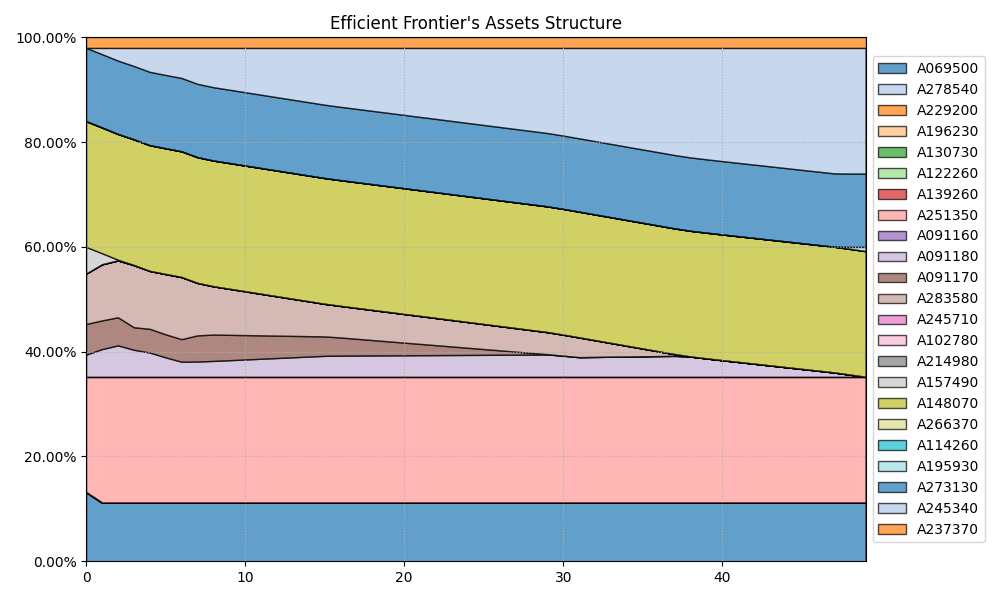 Efficient Frontier's Assets Structure
100.00%
80.00%
60.00%
40.00%
20.00%
0.00%
0
10
20
30
40
A069500
A278540
A229200
A196230
A130730
A122260
A139260
A251350
A091160
A091180
A091170
A283580
A245710
A102780
A214980
A157490
A148070
A266370
A114260
A195930
A273130
A245340
A237370